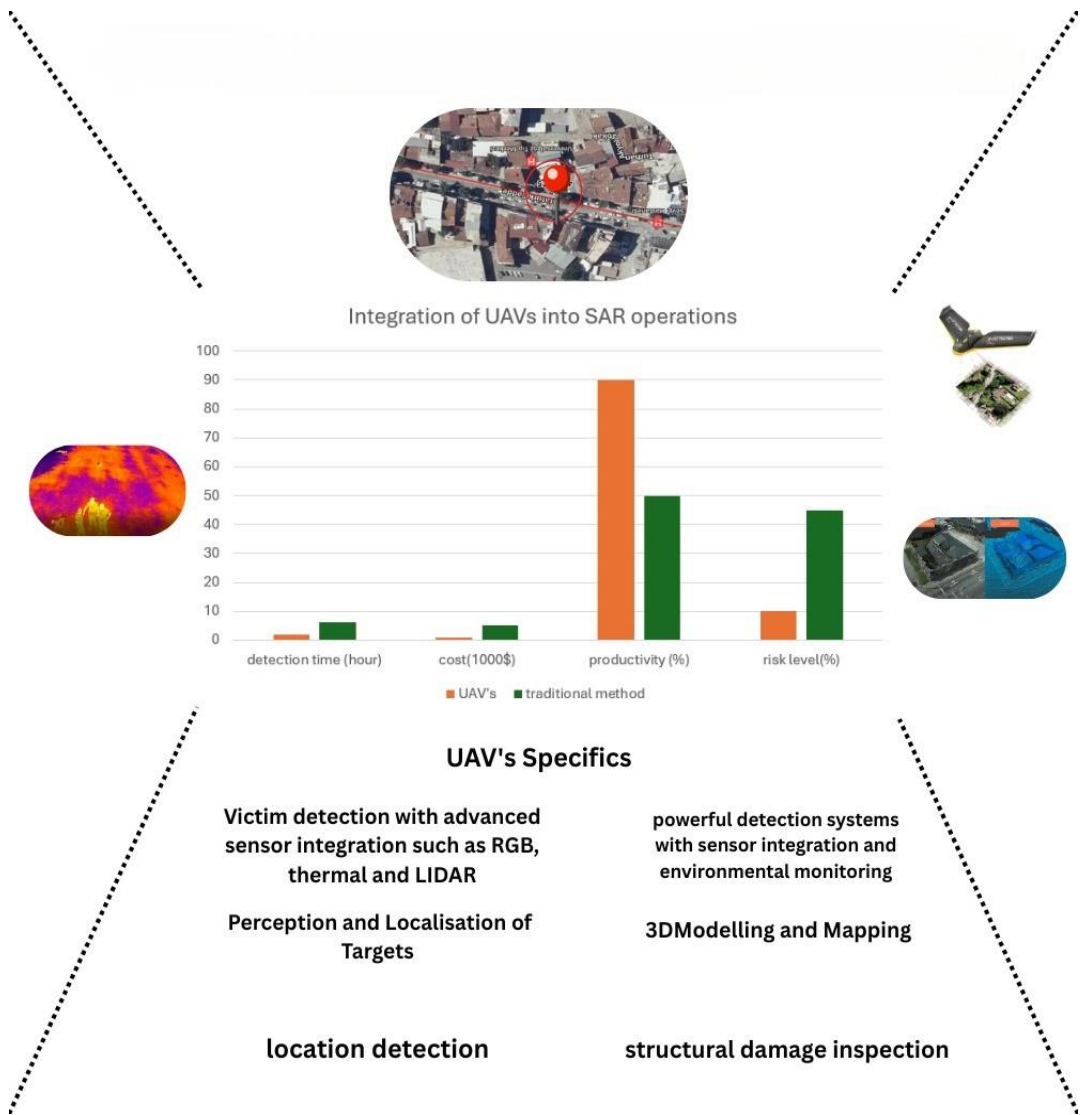 Integration of UAVs into SAR operations
100
90
80
70
60
50
40
30
20
10
0
detection time (hour) cost(1000$) productivity (%) risk level(%)
UAV's traditional method
UAV's Specifics
Victim detection with advanced
sensor integration such as RGB,
thermal and LIDAR
powerful detection systems
with sensor integration and
environmental monitoring
Perception and Localisation of
Targets
3DModelling and Mapping
location detection
structural damage inspection